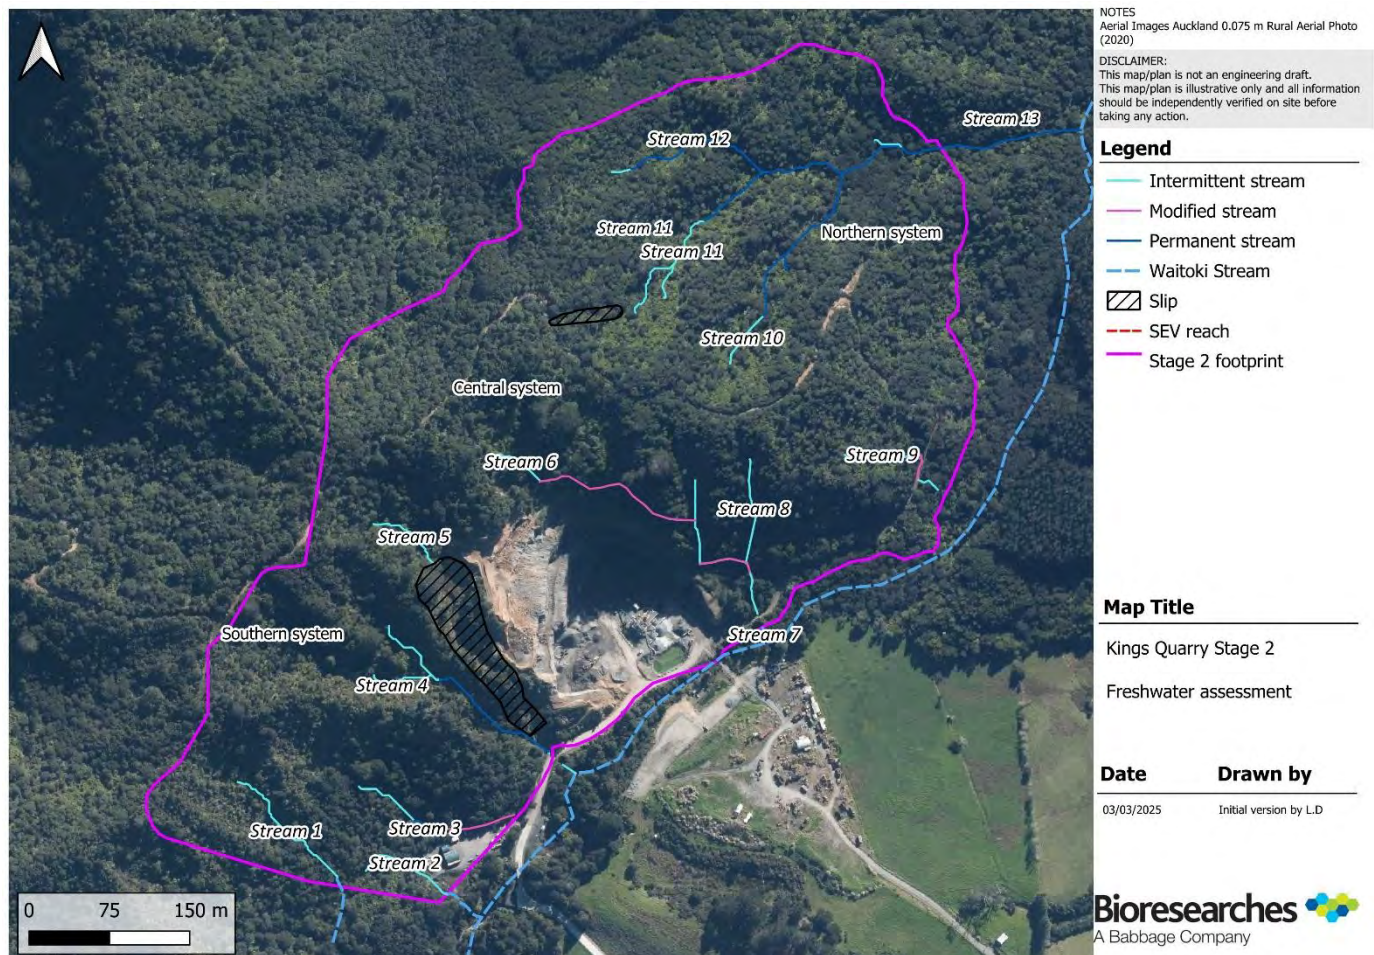 NOTES
Aerial Images Auckland 0.075 m Rural Aerial Photo
(2020)
DISCLAIMER:
This map/plan is not an engineering draft.
This map/plan is illustrative only and all information
should be independently verified on site before
taking any action.
Legend
Intermittent stream
Modified stream
Permanent stream
Waitoki Stream
Slip
SEV reach
Stage 2 footprint
Map Title
Kings Quarry Stage 2
Freshwater assessment
Date Drawn by
03/03/2025 Initial version by L.D
Bioresearches
A Babbage Company
Stream 13
Stream 12
Stream 11
Northern system
Stream 11
Stream 10
Central system
Stream 9
Stream 6
Stream 8
Stream 5
Southern system
Stream 7
Stream 4
Stream 3
Stream 1
Stream 2
0 75 150 m